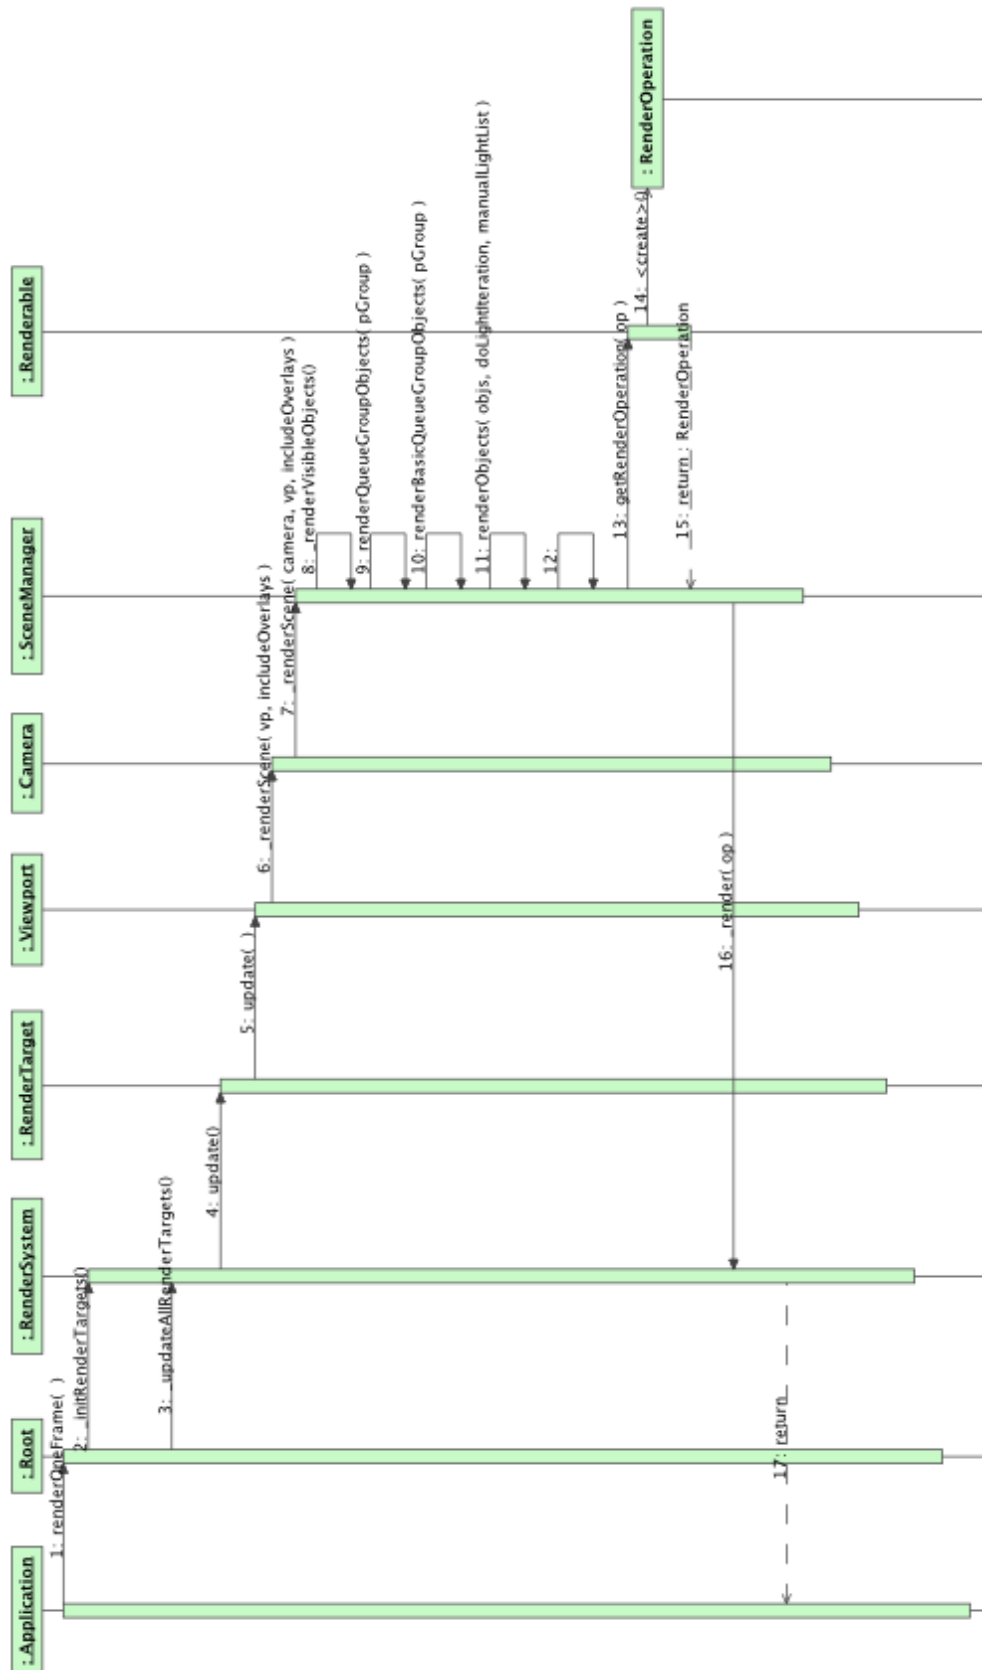 : Application
: Root
: RenderSystem
: RenderTarget
: Viewport
: Camera
: SceneManager
: Renderable
1: renderOneFrame( )
2: _initRenderTargets()
3: _updateAllRenderTargets()
4: update()
5: update( )
6: _renderScene( vp, includeOverlays )
7: _renderScene( camera, vp, includeOverlays )
8: _renderVisibleObjects()
9: renderQueueGroupObjects( pGroup )
10: renderBasicQueueGroupObjects( pGroup )
11: renderObjects( objs, doLightIteration, manualLightList )
12:
13: getRenderOperation( op )
14: <create>()
: RenderOperation
15: return : RenderOperation
16: _render( op )
17: return